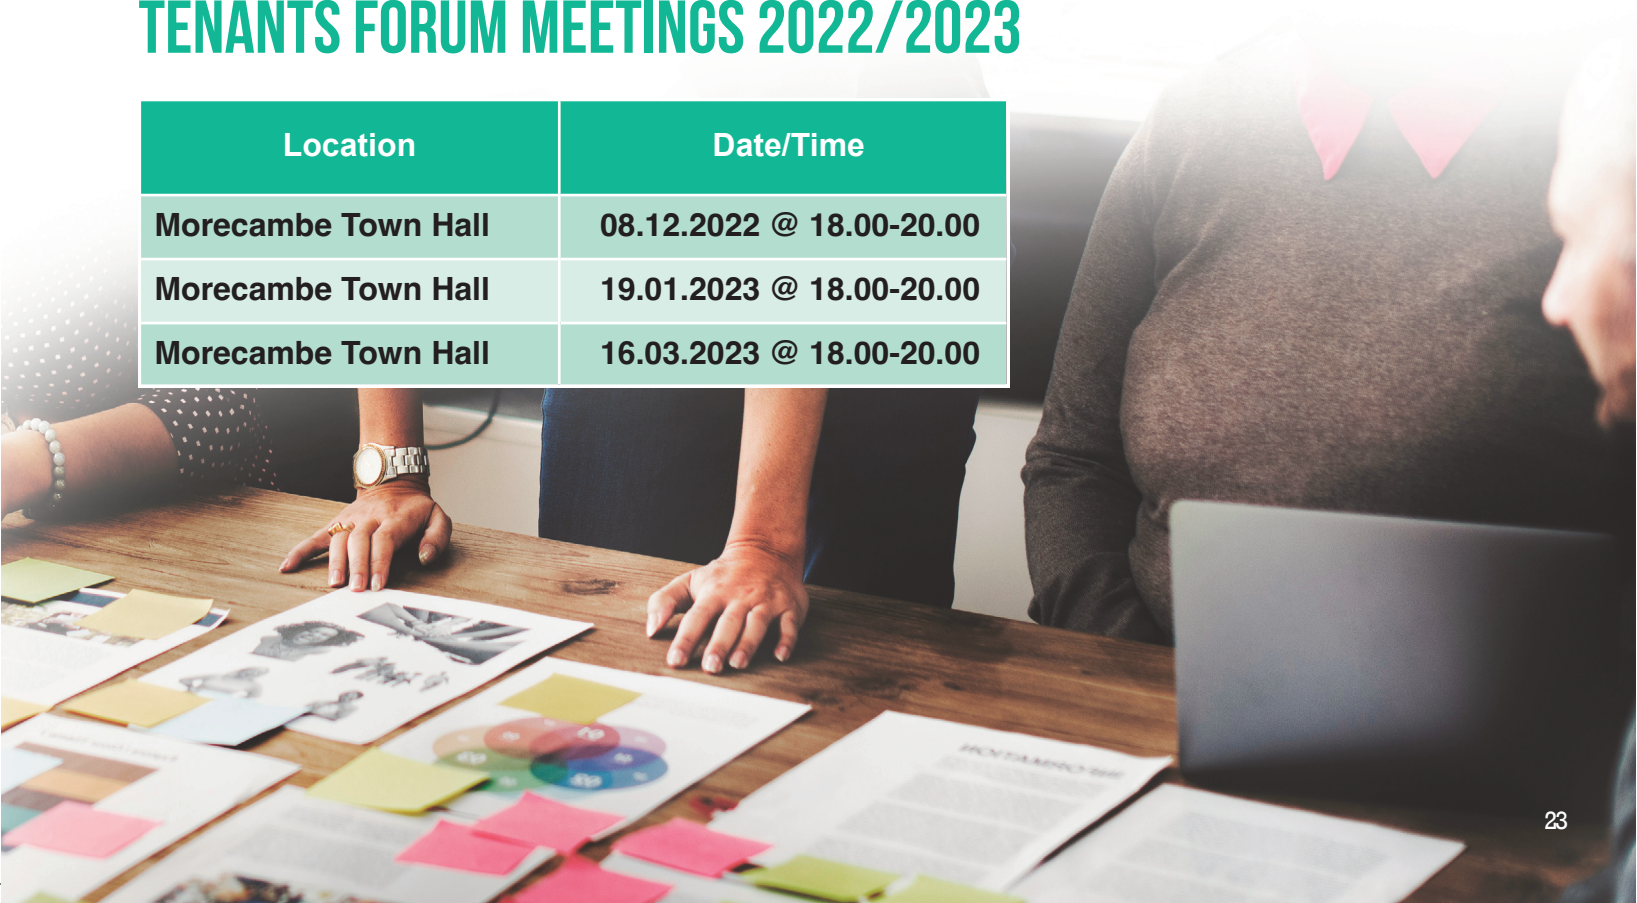 TENANTS FORUM MEETINGS 2022/2023
Location Date/Time
Morecambe Town Hall 08.12.2022 @ 18.00-20.00
Morecambe Town Hall 19.01.2023 @ 18.00-20.00
Morecambe Town Hall 16.03.2023 @ 18.00-20.00
INFORMATION
23